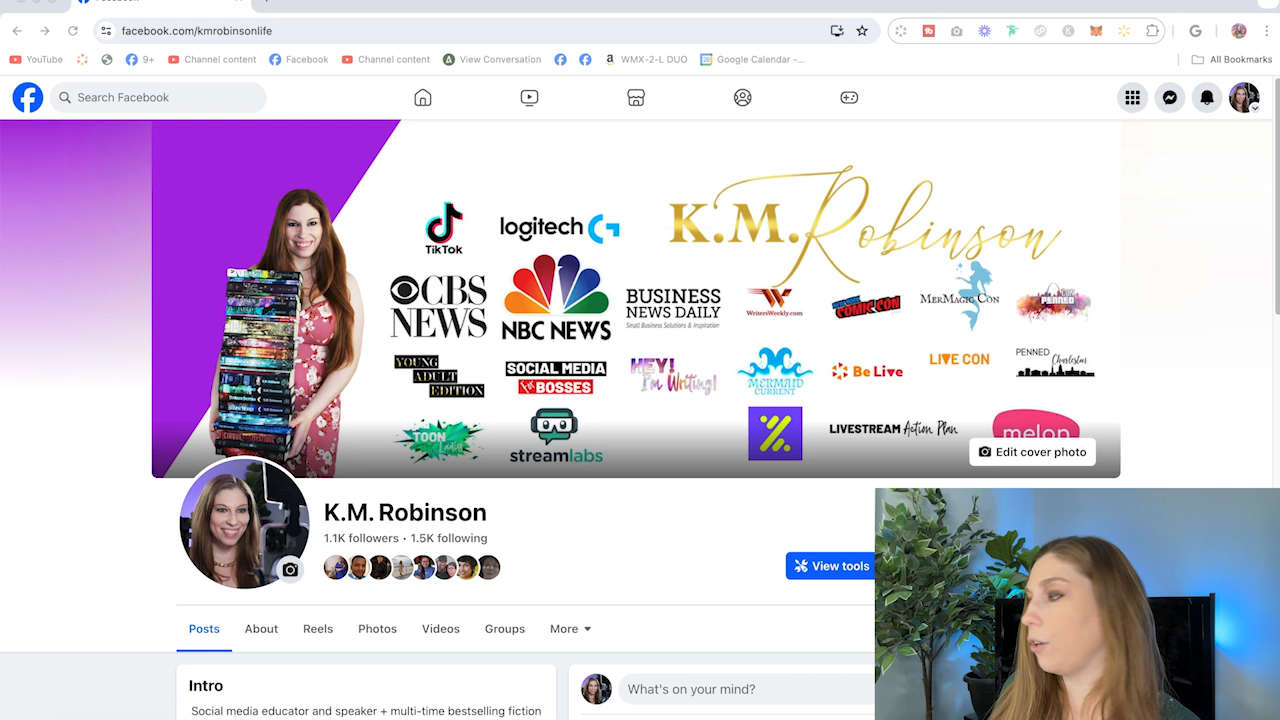 facebook.com/kmrobinsonlife
YouTube
9+
Channel content
Facebook
Channel content
View Conversation
WMX-2-L DUO
Google Calendar -...
All Bookmarks
Search Facebook
TikTok
logitech G
K.M. Robinson
CBS NEWS
NBC NEWS
BUSINESS
NEWS DAILY
Small Business Solutions & Inspiration
WritersWeekly.com
COMIC CON
MERMAGIC CON
PENNED
YOUNG
ADULT
EDITION
SOCIAL MEDIA
BOSSES
HEY!
I'm Writing!
MERMAID
CURRENT
Be Live
LIVE CON
PENNED
Charleston
TOON
Ladies
streamlabs
LIVESTREAM Action Plan
melon
Edit cover photo
K.M. Robinson
1.1K followers • 1.5K following
View tools
Posts
About
Reels
Photos
Videos
Groups
More
Intro
What's on your mind?
Social media educator and speaker + multi-time bestselling fiction